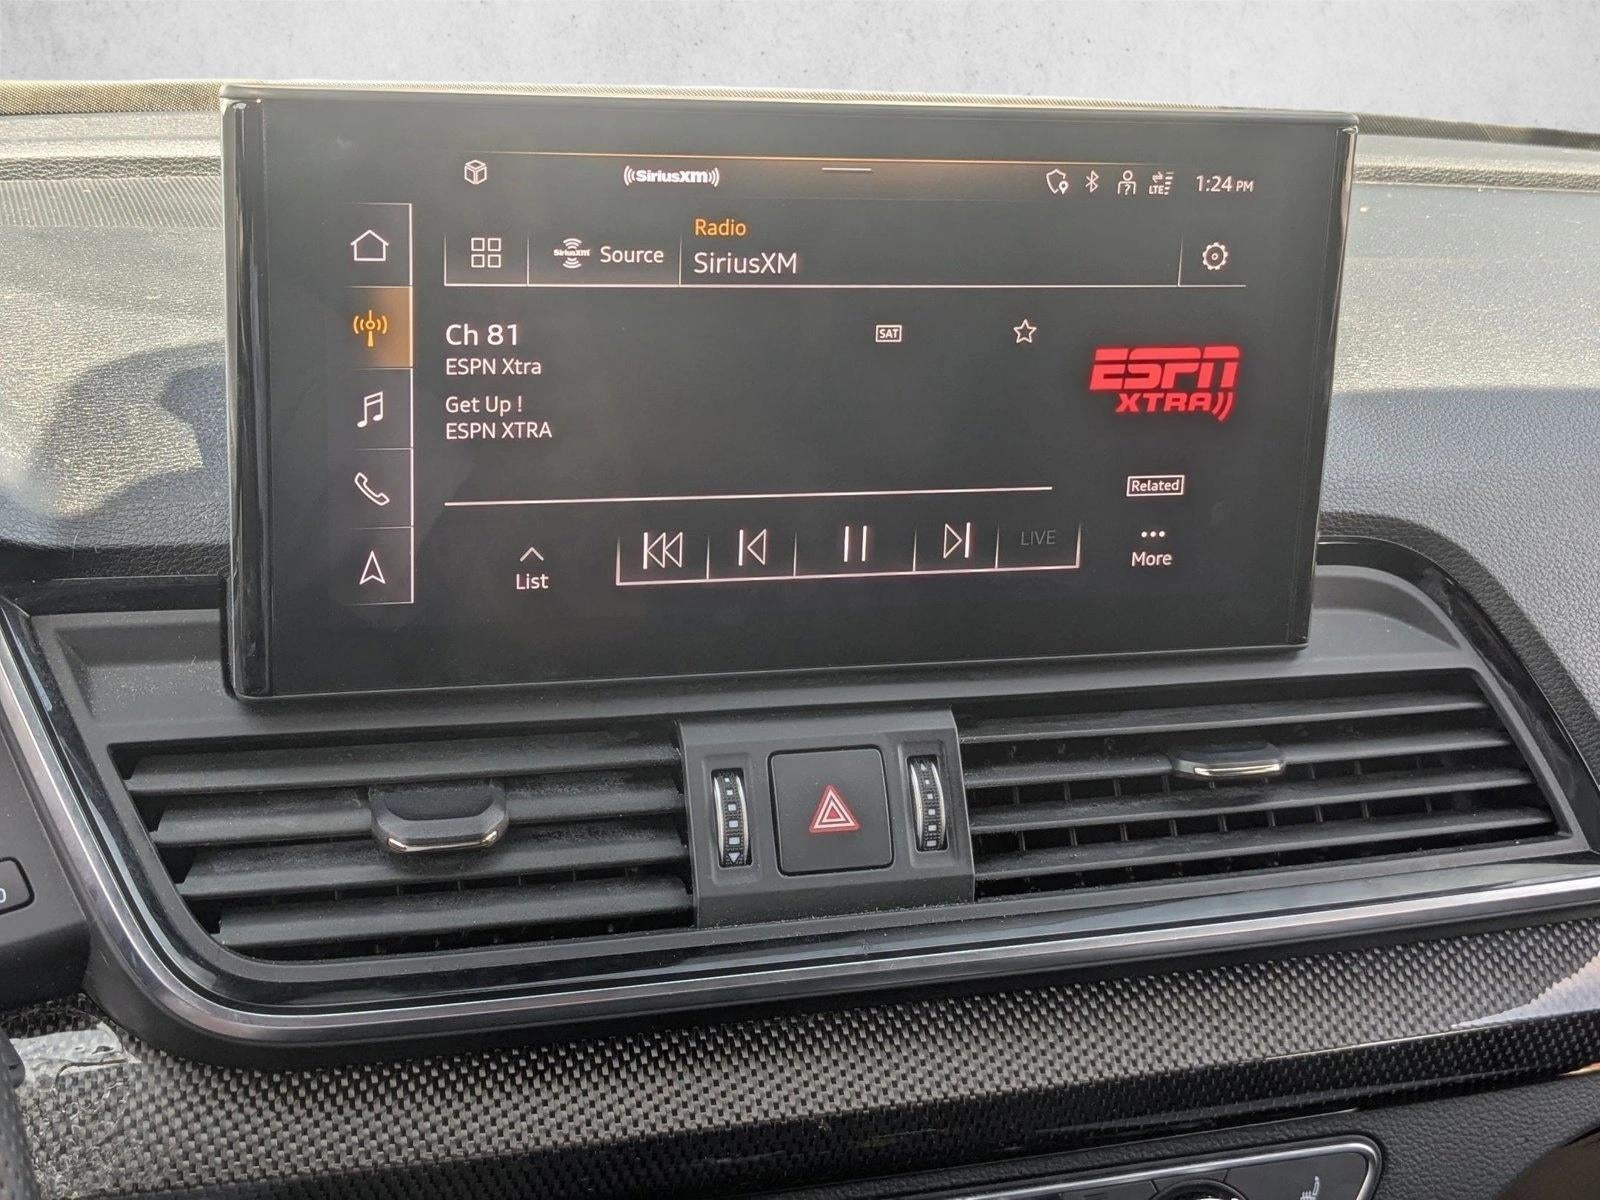 ((SiriusXM))
LTE
1:24 PM
SiriusXM
Source
Radio
SiriusXM
Ch 81
SAT
ESPN Xtra
Get Up !
ESPN XTRA
ESPN
XTRA))
Related
List
LIVE
More